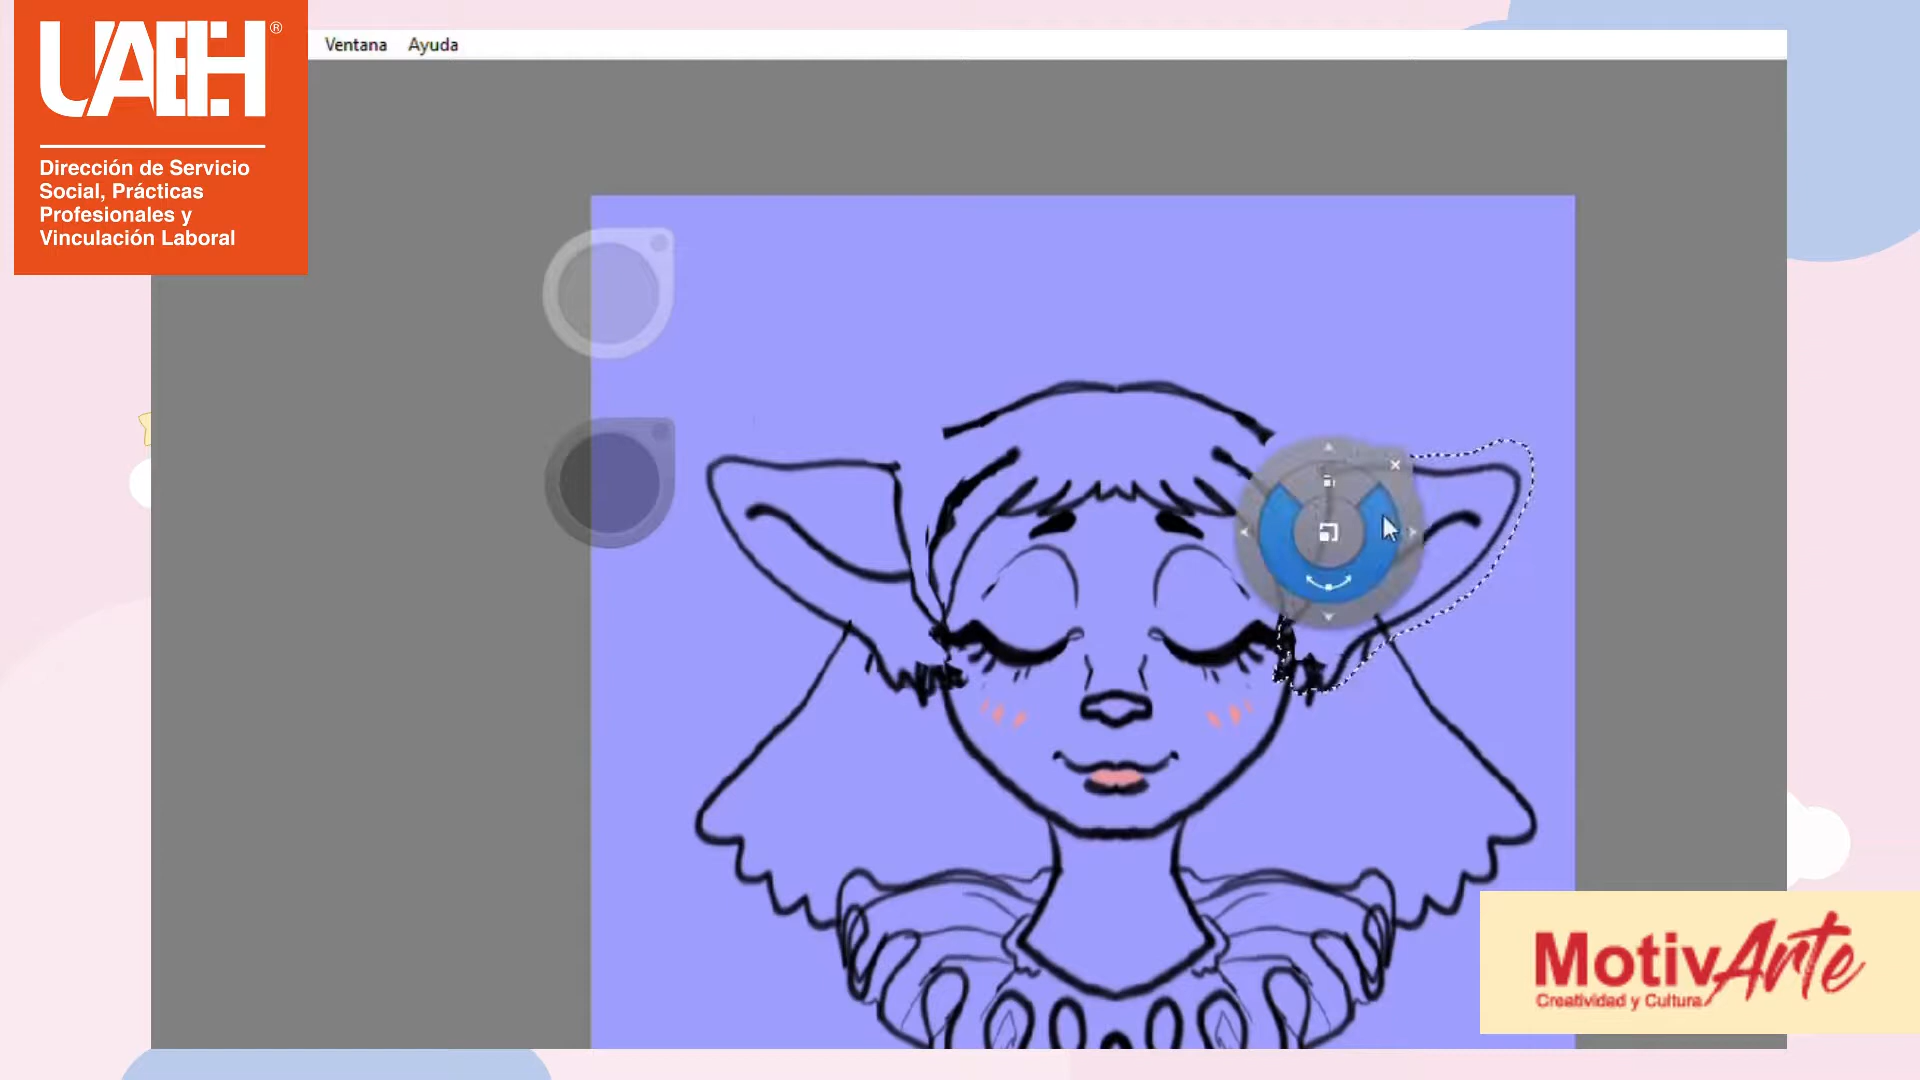 UAEH®
Dirección de Servicio
Social, Prácticas
Profesionales y
Vinculación Laboral
Ventana Ayuda
MotivArte
Creatividad y Cultura